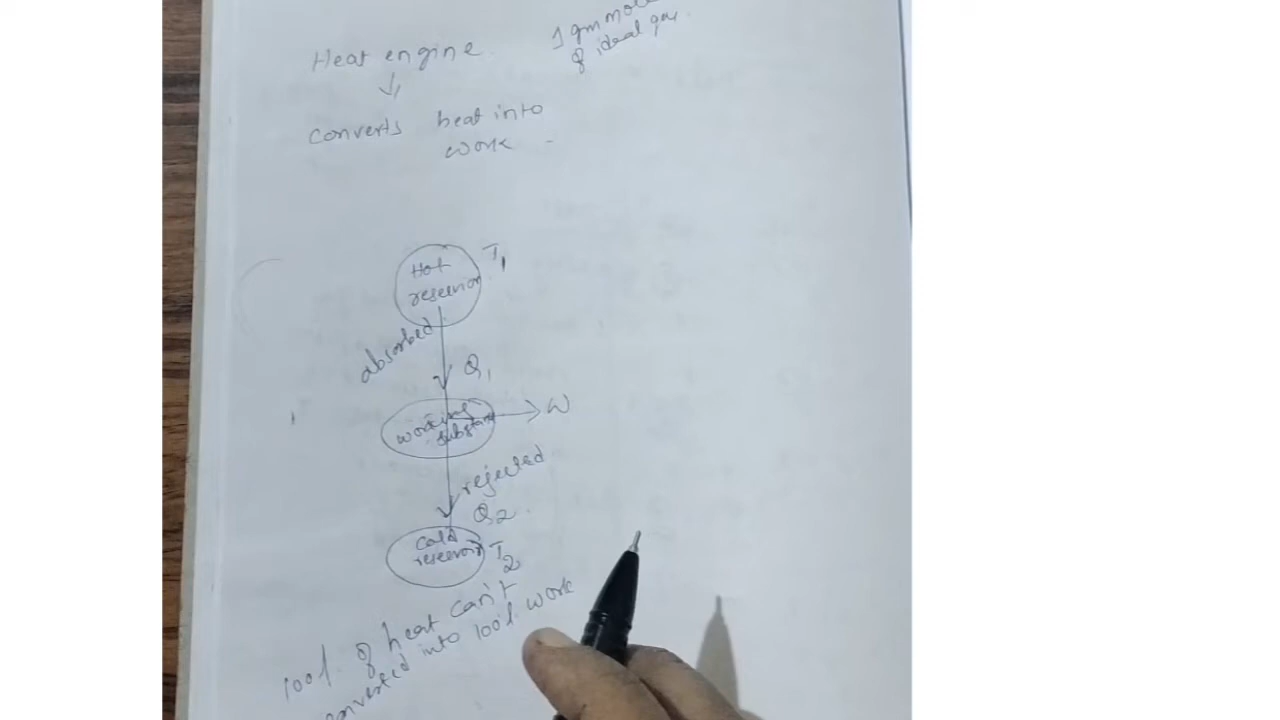 Heat engine
1 gm mole
of ideal gas
converts heat into
work
Hot
reservoir
T1
absorbed
Q1
working
substance
W
rejected
Q2
Cold
reservoir
T2
100% of heat can't
converted into 100% work